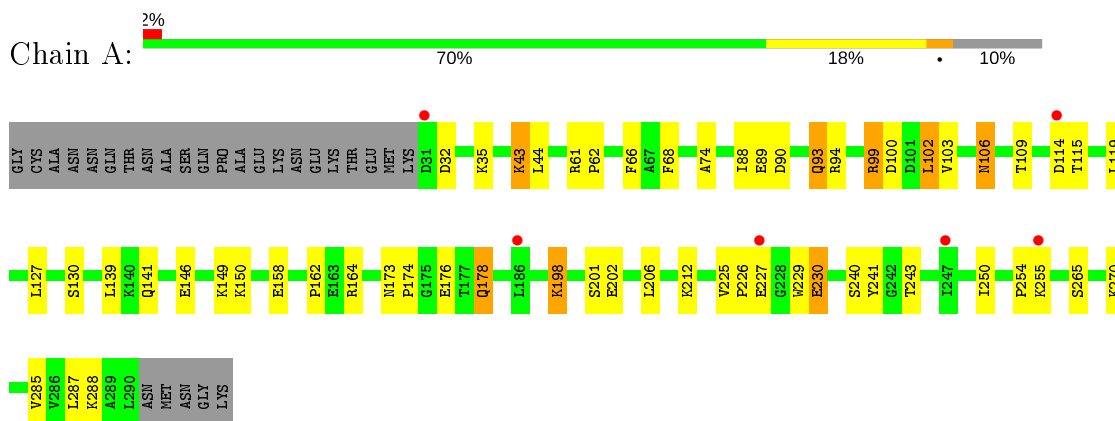 2%
Chain A:
70% 18% • 10%
GLY CYS ALA ASN ASN GLN THR ASN ALA SER GLN PRO ALA GLU LYS ASN GLU LYS THR GLU MET LYS D31 D32 K35 K43 L44 R61 P62 F66 A67 F68 A74 I88 E89 D90 Q93 R94 R99 D100 D101 L102 V103 N106 T109 D114 T115 L119
L127 S130 L139 K140 Q141 E146 K149 K150 E158 P162 E163 R164 N173 P174 G175 E176 T177 Q178 L186 K198 S201 E202 L206 K212 V225 P226 E227 G228 W229 E230 S240 Y241 G242 T243 I247 I250 P254 K255 S265 K270
V285 V286 L287 K288 A289 L290 ASN MET ASN GLY LYS